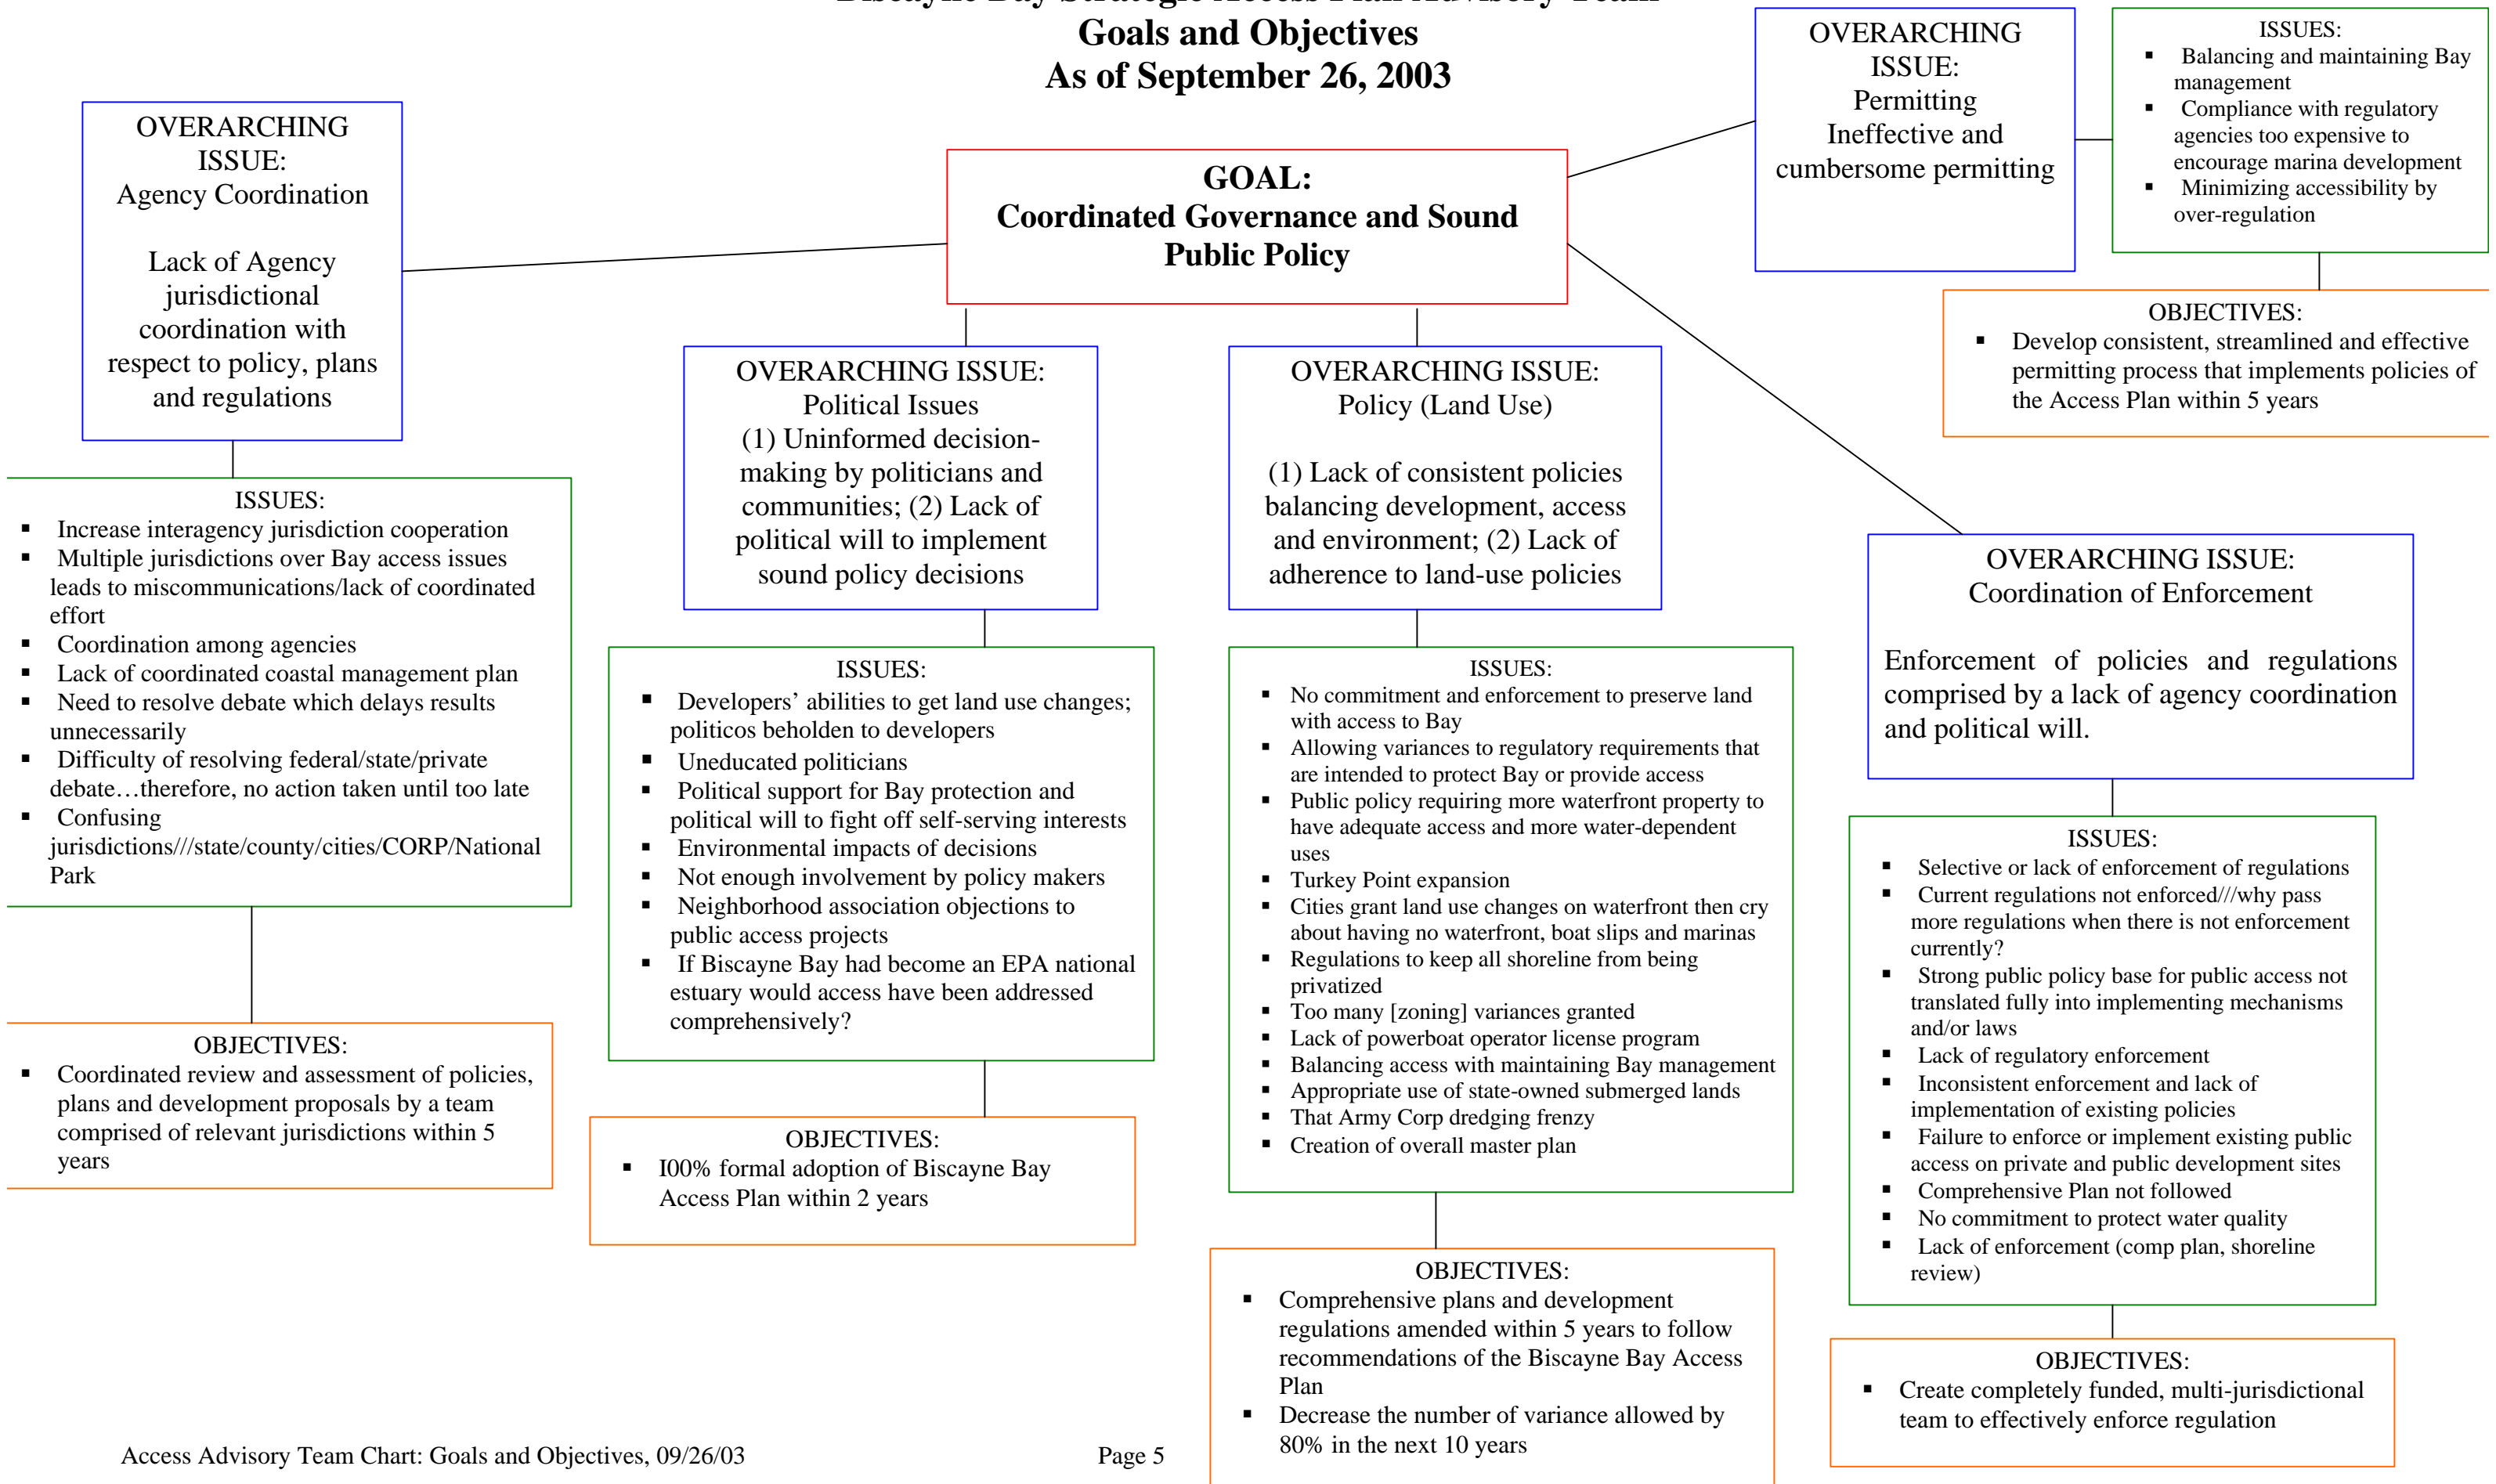 Biscayne Bay Strategic Access Plan Advisory Team
Goals and Objectives
As of September 26, 2003
GOAL:
Coordinated Governance and Sound
Public Policy
OVERARCHING
ISSUE:
Agency Coordination
Lack of Agency
jurisdictional
coordination with
respect to policy, plans
and regulations
ISSUES:
▪ Increase interagency jurisdiction cooperation
▪ Multiple jurisdictions over Bay access issues
leads to miscommunications/lack of coordinated
effort
▪ Coordination among agencies
▪ Lack of coordinated coastal management plan
▪ Need to resolve debate which delays results
unnecessarily
▪ Difficulty of resolving federal/state/private
debate…therefore, no action taken until too late
▪ Confusing
jurisdictions///state/county/cities/CORP/National
Park
OBJECTIVES:
▪ Coordinated review and assessment of policies,
plans and development proposals by a team
comprised of relevant jurisdictions within 5
years
OVERARCHING ISSUE:
Political Issues
(1) Uninformed decision-
making by politicians and
communities; (2) Lack of
political will to implement
sound policy decisions
ISSUES:
▪ Developers’ abilities to get land use changes;
politicos beholden to developers
▪ Uneducated politicians
▪ Political support for Bay protection and
political will to fight off self-serving interests
▪ Environmental impacts of decisions
▪ Not enough involvement by policy makers
▪ Neighborhood association objections to
public access projects
▪ If Biscayne Bay had become an EPA national
estuary would access have been addressed
comprehensively?
OBJECTIVES:
▪ I00% formal adoption of Biscayne Bay
Access Plan within 2 years
OVERARCHING ISSUE:
Policy (Land Use)
(1) Lack of consistent policies
balancing development, access
and environment; (2) Lack of
adherence to land-use policies
ISSUES:
▪ No commitment and enforcement to preserve land
with access to Bay
▪ Allowing variances to regulatory requirements that
are intended to protect Bay or provide access
▪ Public policy requiring more waterfront property to
have adequate access and more water-dependent
uses
▪ Turkey Point expansion
▪ Cities grant land use changes on waterfront then cry
about having no waterfront, boat slips and marinas
▪ Regulations to keep all shoreline from being
privatized
▪ Too many [zoning] variances granted
▪ Lack of powerboat operator license program
▪ Balancing access with maintaining Bay management
▪ Appropriate use of state-owned submerged lands
▪ That Army Corp dredging frenzy
▪ Creation of overall master plan
OBJECTIVES:
▪ Comprehensive plans and development
regulations amended within 5 years to follow
recommendations of the Biscayne Bay Access
Plan
▪ Decrease the number of variance allowed by
80% in the next 10 years
OVERARCHING
ISSUE:
Permitting
Ineffective and
cumbersome permitting
ISSUES:
▪ Balancing and maintaining Bay
management
▪ Compliance with regulatory
agencies too expensive to
encourage marina development
▪ Minimizing accessibility by
over-regulation
OBJECTIVES:
▪ Develop consistent, streamlined and effective
permitting process that implements policies of
the Access Plan within 5 years
OVERARCHING ISSUE:
Coordination of Enforcement
Enforcement of policies and regulations
comprised by a lack of agency coordination
and political will.
ISSUES:
▪ Selective or lack of enforcement of regulations
▪ Current regulations not enforced///why pass
more regulations when there is not enforcement
currently?
▪ Strong public policy base for public access not
translated fully into implementing mechanisms
and/or laws
▪ Lack of regulatory enforcement
▪ Inconsistent enforcement and lack of
implementation of existing policies
▪ Failure to enforce or implement existing public
access on private and public development sites
▪ Comprehensive Plan not followed
▪ No commitment to protect water quality
▪ Lack of enforcement (comp plan, shoreline
review)
OBJECTIVES:
▪ Create completely funded, multi-jurisdictional
team to effectively enforce regulation
Access Advisory Team Chart: Goals and Objectives, 09/26/03
Page 5